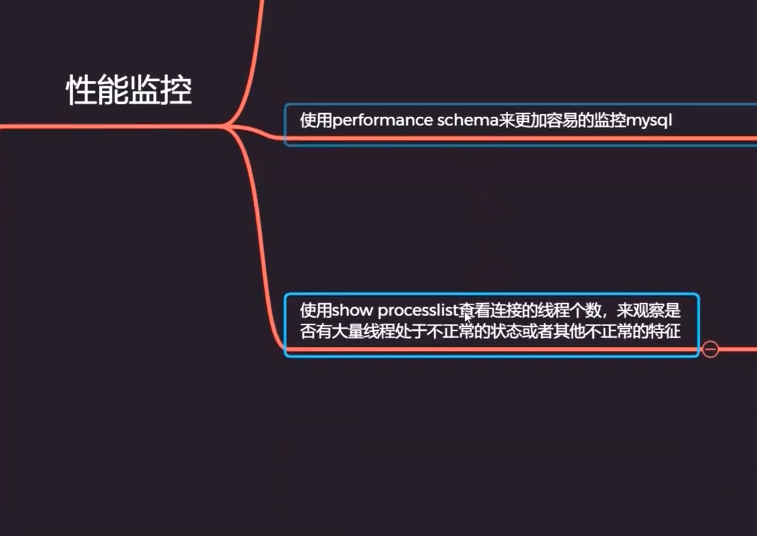 性能监控
使用performance schema来更加容易的监控mysql
使用show processlist查看连接的线程个数，来观察是
否有大量线程处于不正常的状态或者其他不正常的特征